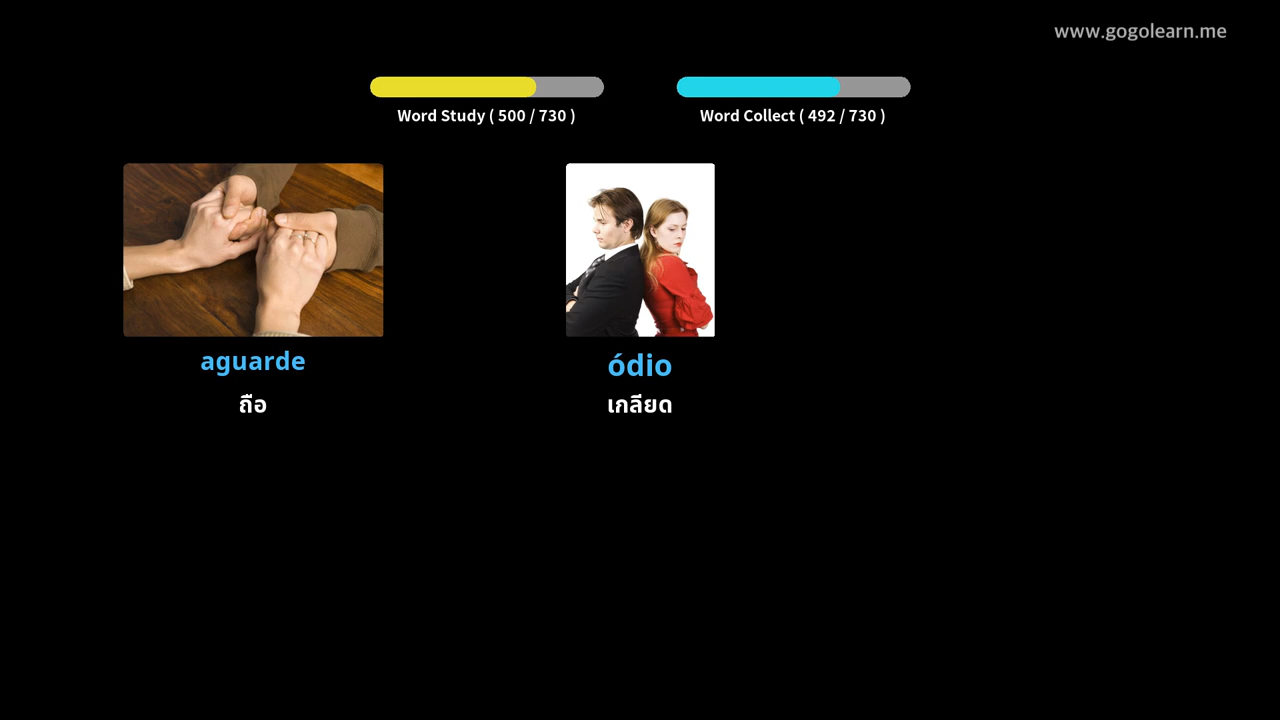 www.gogolearn.me
Word Study ( 500 / 730 )
Word Collect ( 492 / 730 )
aguarde
ถือ
ódio
เกลียด